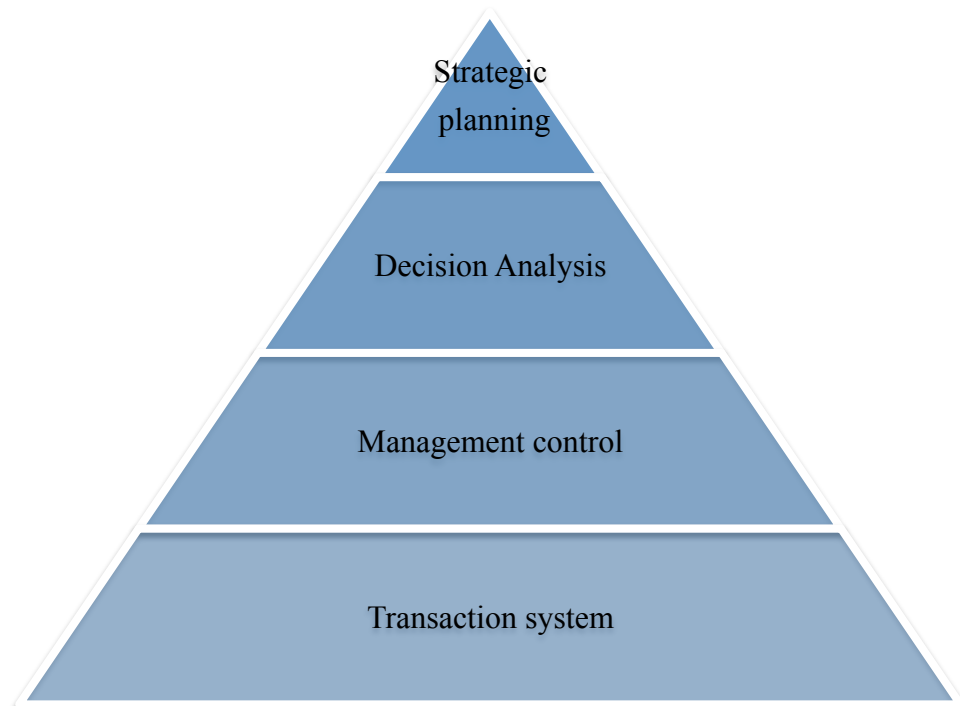 Strategic
planning
Decision Analysis
Management control
Transaction system